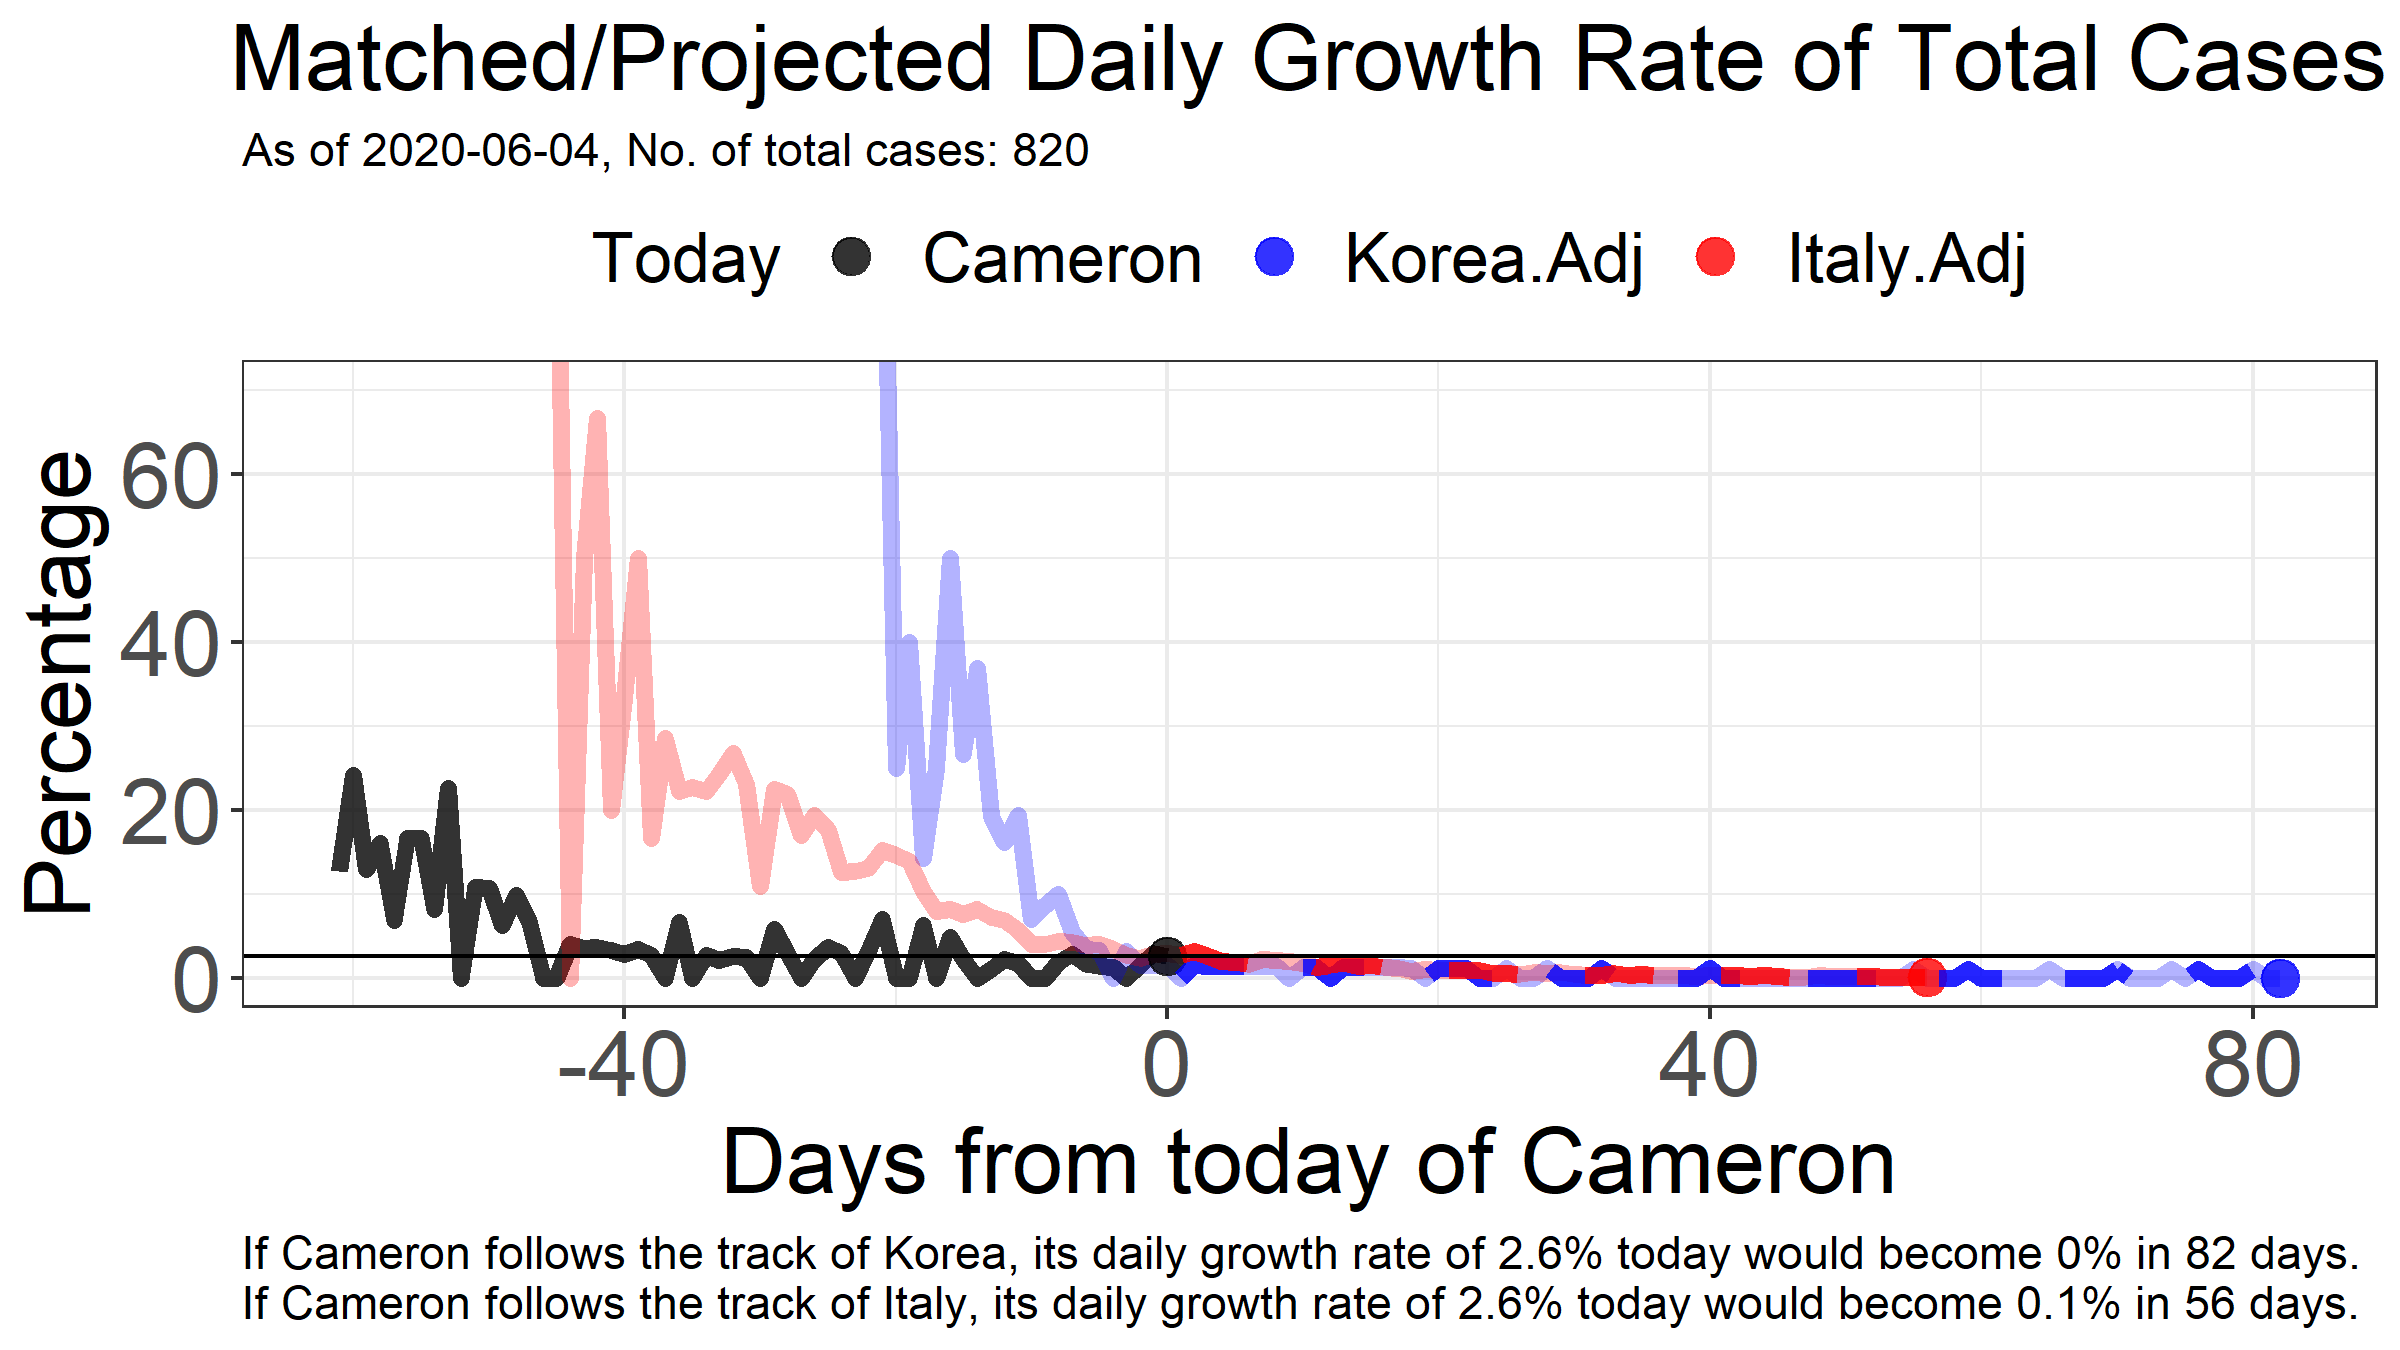 Matched/Projected Daily Growth Rate of Total Cases
As of 2020-06-04, No. of total cases: 820
Today Cameron Korea.Adj Italy.Adj
Percentage
60
40
20
0
-40 0 40 80
Days from today of Cameron
If Cameron follows the track of Korea, its daily growth rate of 2.6% today would become 0% in 82 days.
If Cameron follows the track of Italy, its daily growth rate of 2.6% today would become 0.1% in 56 days.